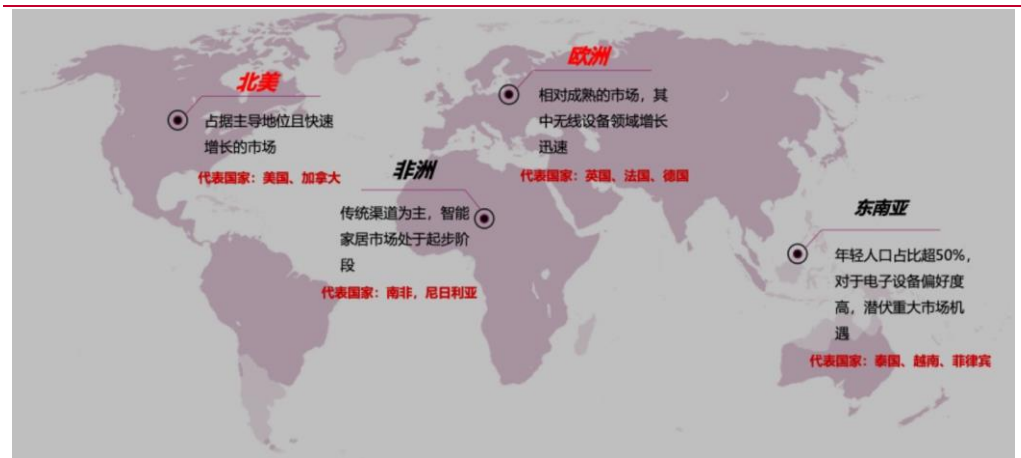 北美
占据主导地位且快速
增长的市场
代表国家：美国、加拿大
欧洲
相对成熟的市场，其
中无线设备领域增长
迅速
代表国家：英国、法国、德国
非洲
传统渠道为主，智能
家居市场处于起步阶
段
代表国家：南非，尼日利亚
东南亚
年轻人口占比超50%，
对于电子设备偏好度
高，潜伏重大市场机
遇
代表国家：泰国、越南、菲律宾